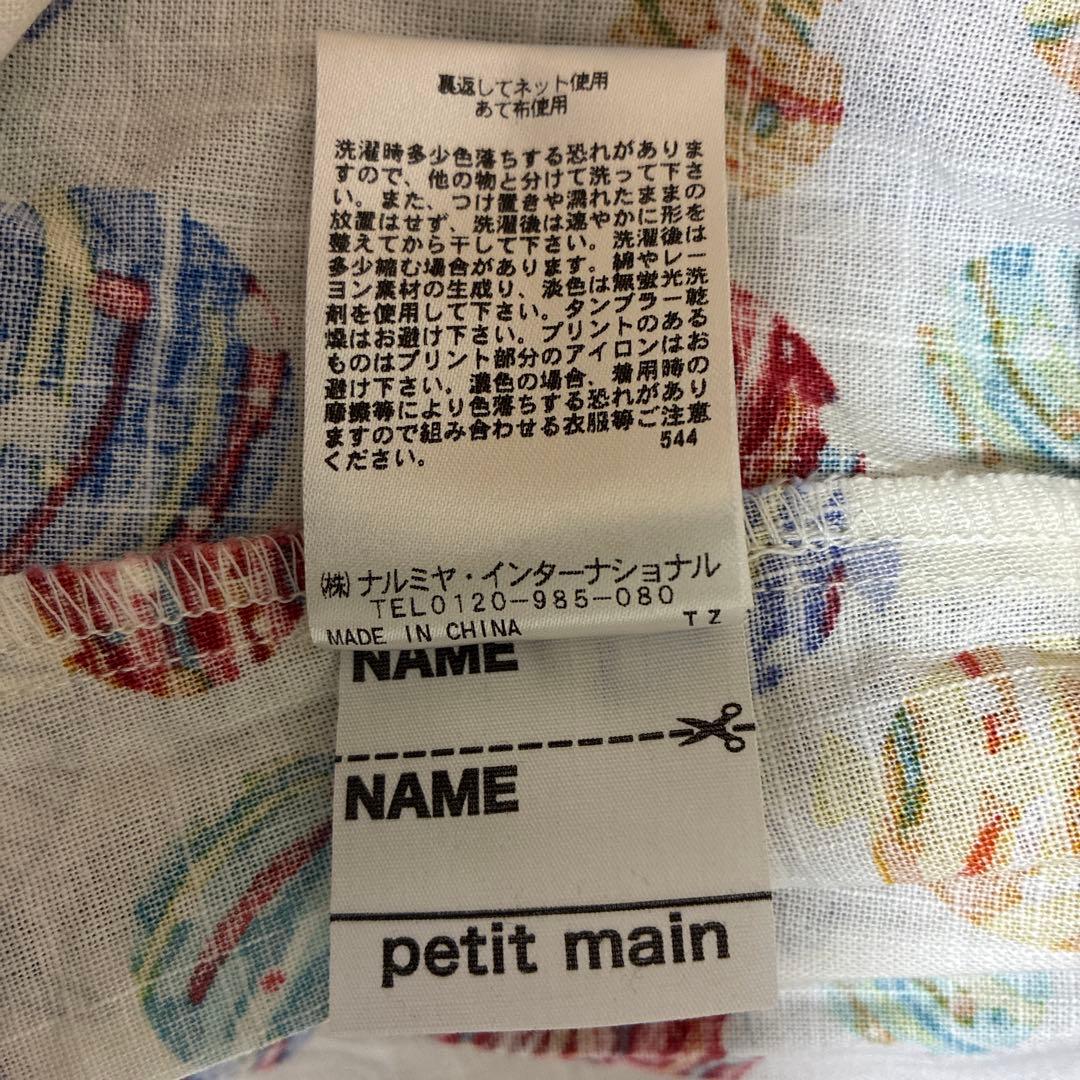 裏返してネット使用
あて布使用
洗濯時多少色落ちする恐れがありま
すので、他の物と分けて洗って下さ
い。また、つけ置きや濡れたままの
放置はせず、洗濯後は速やかに形を
整えてから干して下さい。洗濯後は
多少縮む場合があります。綿やレー
ヨン素材の生成り、淡色は無蛍光洗
剤を使用して下さい。タンブラー乾
燥はお避け下さい。プリントのある
ものはプリント部分のアイロンはお
避け下さい。濃色の場合、着用時の
摩擦等により色落ちする恐れがあり
ますので組み合わせる衣服等ご注意
ください。 544
㈱ナルミヤ・インターナショナル
TEL0120-985-080
MADE IN CHINA TZ
NAME
NAME
petit main